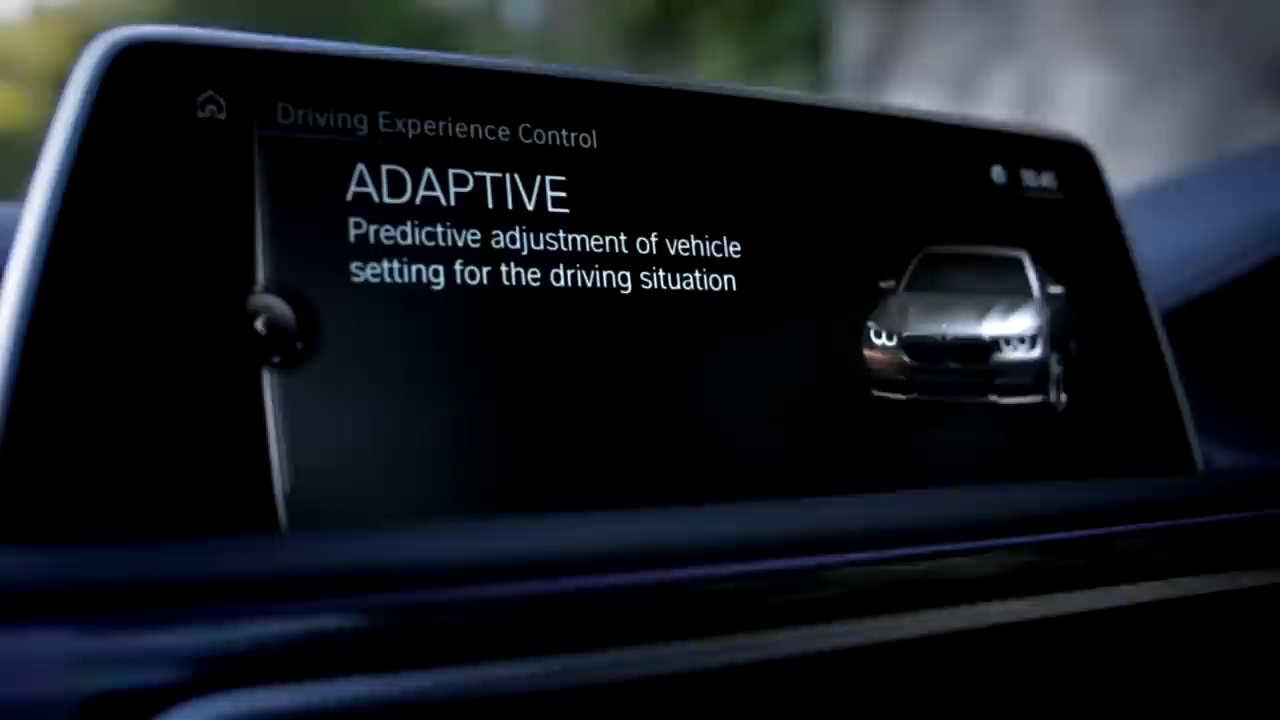 Driving Experience Control
ADAPTIVE
Predictive adjustment of vehicle
setting for the driving situation